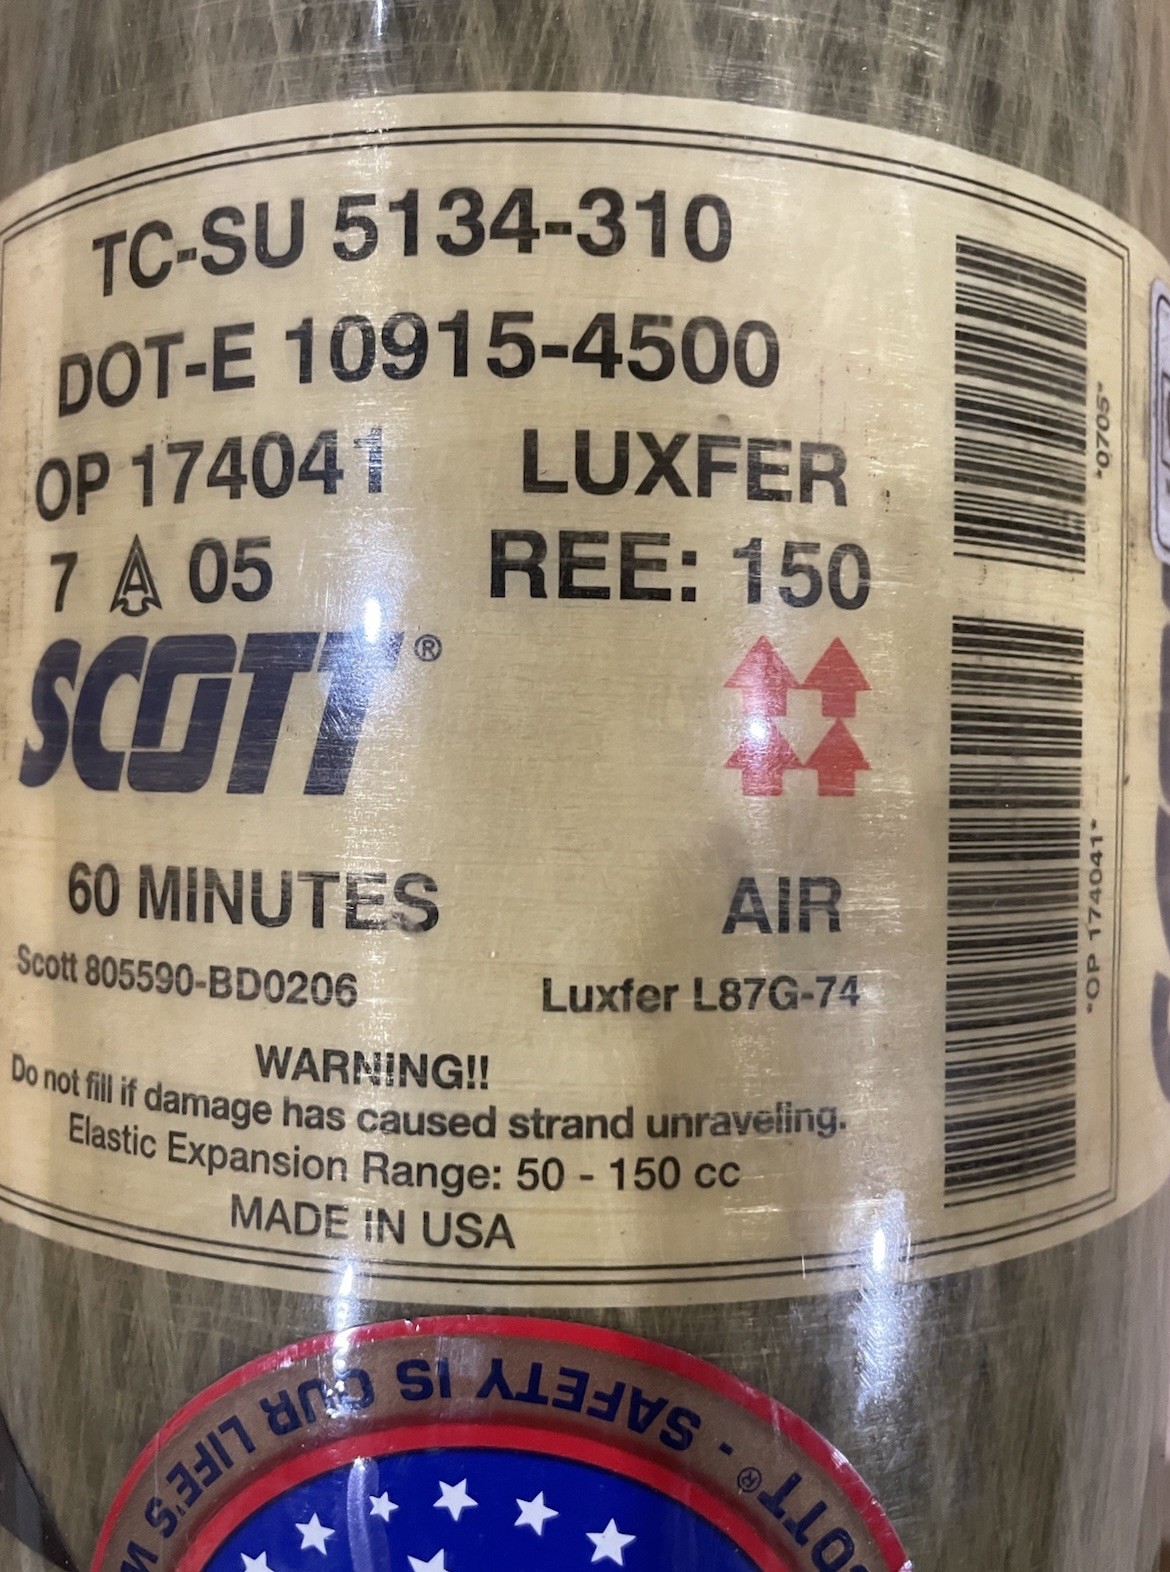 TC-SU 5134-310
DOT-E 10915-4500
OP 174041 LUXFER
7 A 05 REE: 150
SCOTT®
60 MINUTES AIR
Scott 805590-BD0206 Luxfer L87G-74
WARNING!!
Do not fill if damage has caused strand unraveling.
Elastic Expansion Range: 50 - 150 cc
MADE IN USA
*0705*
*OP 174041*
SCOTT® - SAFETY IS OUR LIFE'S